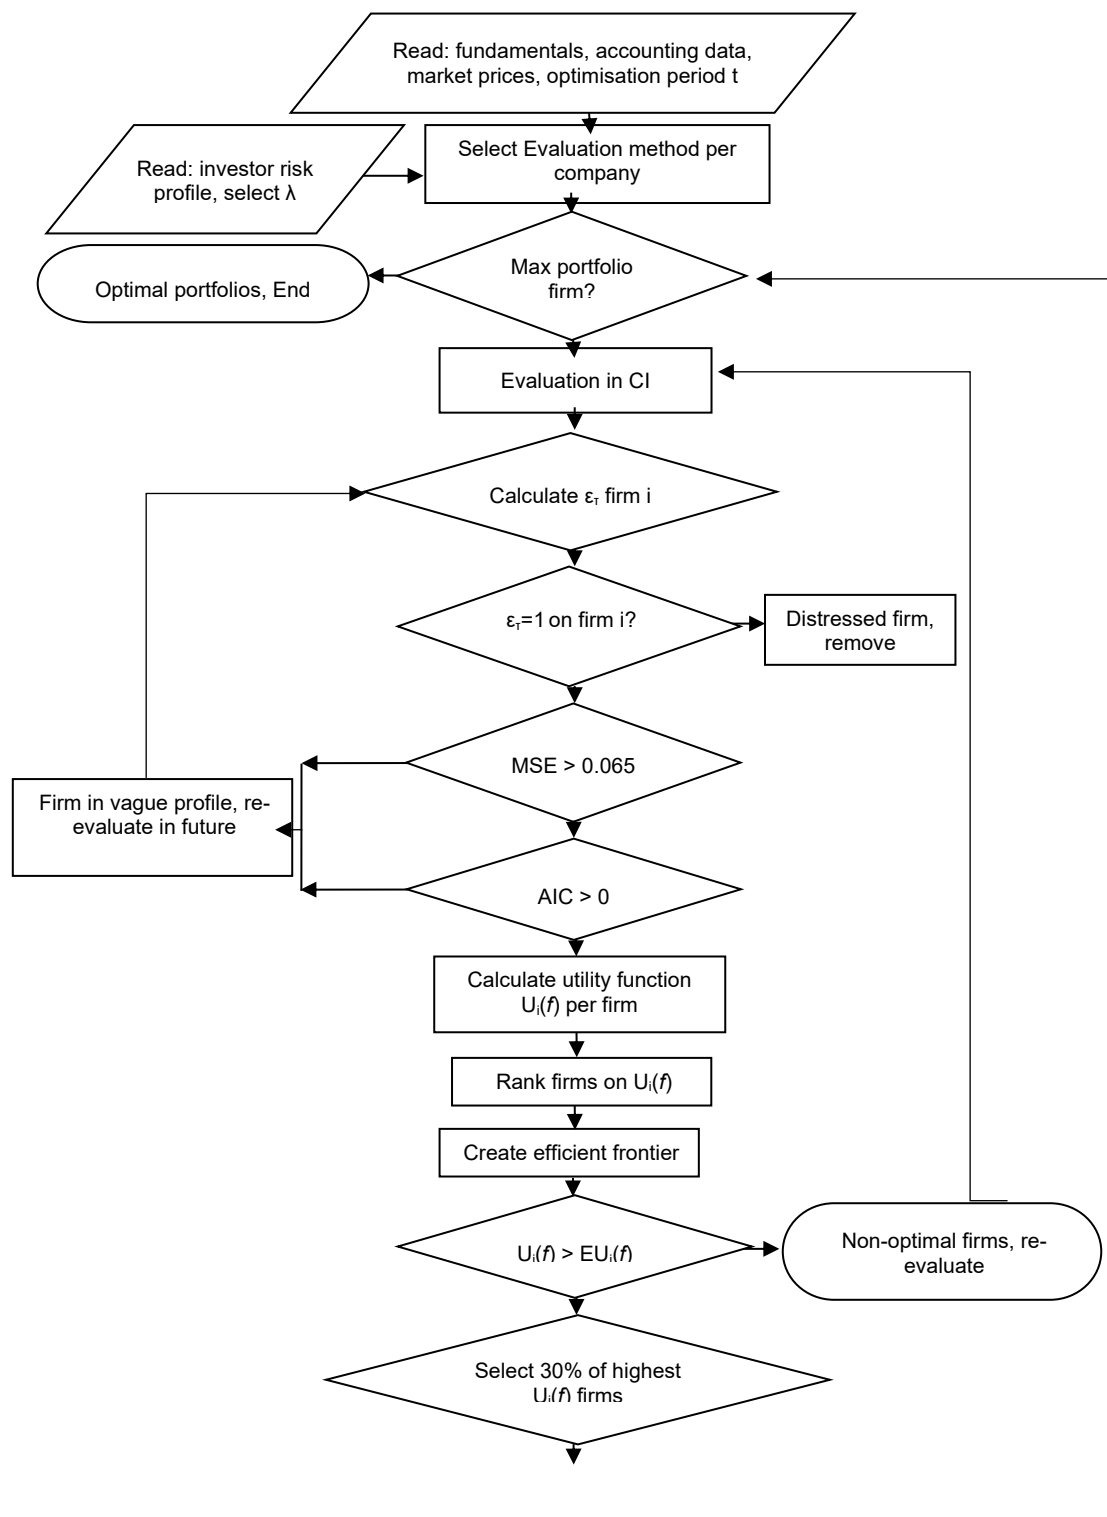 Read: fundamentals, accounting data,
market prices, optimisation period t
Read: investor risk
profile, select λ
Select Evaluation method per
company
Optimal portfolios, End
Max portfolio
firm?
Evaluation in CI
Calculate ετ firm i
ετ=1 on firm i?
Distressed firm,
remove
MSE > 0.065
Firm in vague profile, re-
evaluate in future
AIC > 0
Calculate utility function
Uᵢ(f) per firm
Rank firms on Uᵢ(f)
Create efficient frontier
Uᵢ(f) > EUᵢ(f)
Non-optimal firms, re-
evaluate
Select 30% of highest
Uᵢ(f) firms